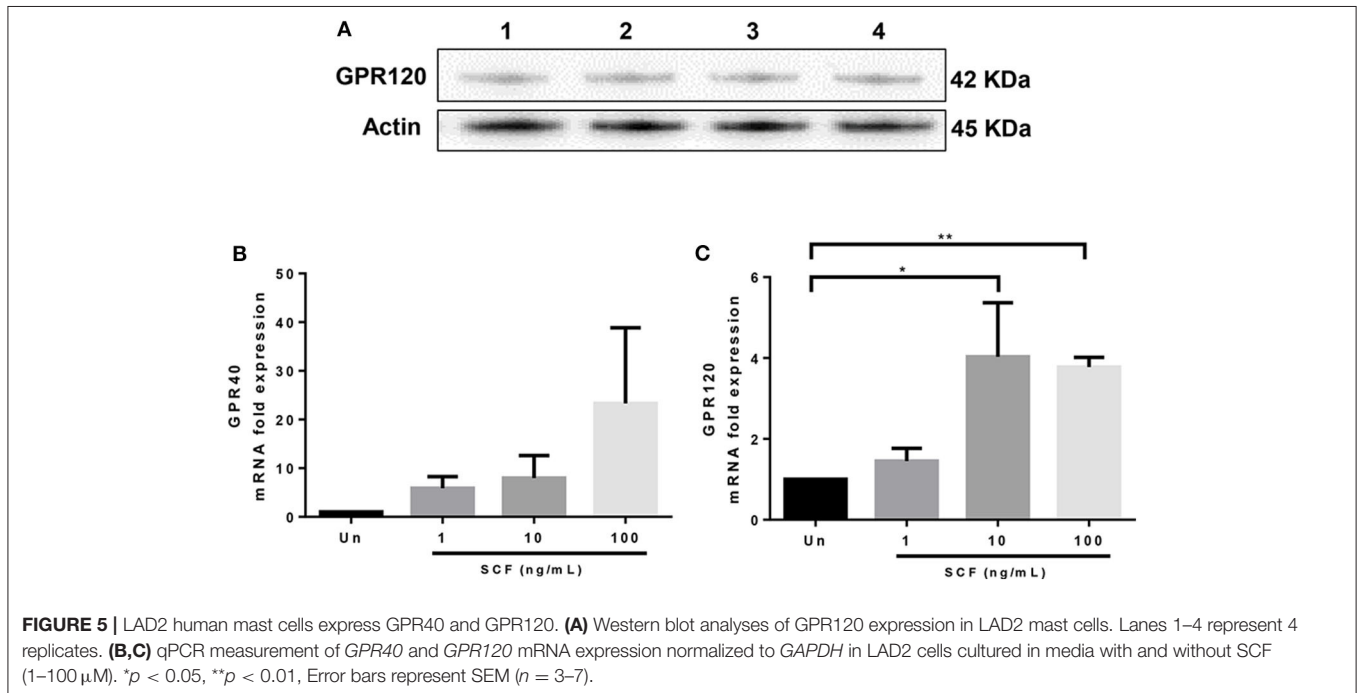 A
1 2 3 4
GPR120 42 KDa
Actin 45 KDa
B
GPR40
mRNA fold expression
50
40
30
20
10
0
Un 1 10 100
SCF (ng/mL)
C
** 
*
GPR120
mRNA fold expression
6
4
2
0
Un 1 10 100
SCF (ng/mL)
FIGURE 5 | LAD2 human mast cells express GPR40 and GPR120. (A) Western blot analyses of GPR120 expression in LAD2 mast cells. Lanes 1–4 represent 4
replicates. (B,C) qPCR measurement of GPR40 and GPR120 mRNA expression normalized to GAPDH in LAD2 cells cultured in media with and without SCF
(1–100 μM). *p < 0.05, **p < 0.01, Error bars represent SEM (n = 3–7).